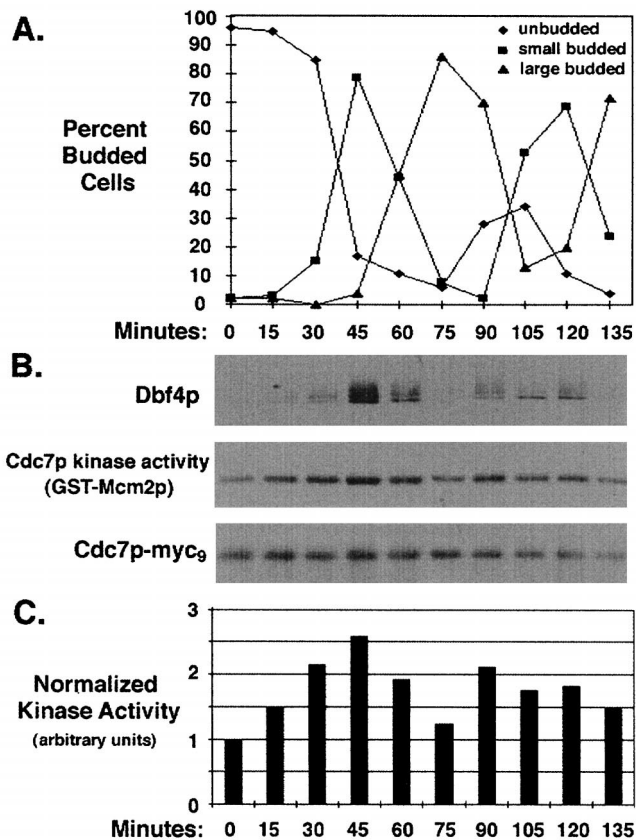 A.
100
90
80
70
60
50
40
30
20
10
0
Percent
Budded
Cells
unbudded
small budded
large budded
Minutes: 0 15 30 45 60 75 90 105 120 135
B.
Dbf4p
Cdc7p kinase activity
(GST-Mcm2p)
Cdc7p-myc₉
C.
3
2
1
0
Normalized
Kinase Activity
(arbitrary units)
Minutes: 0 15 30 45 60 75 90 105 120 135